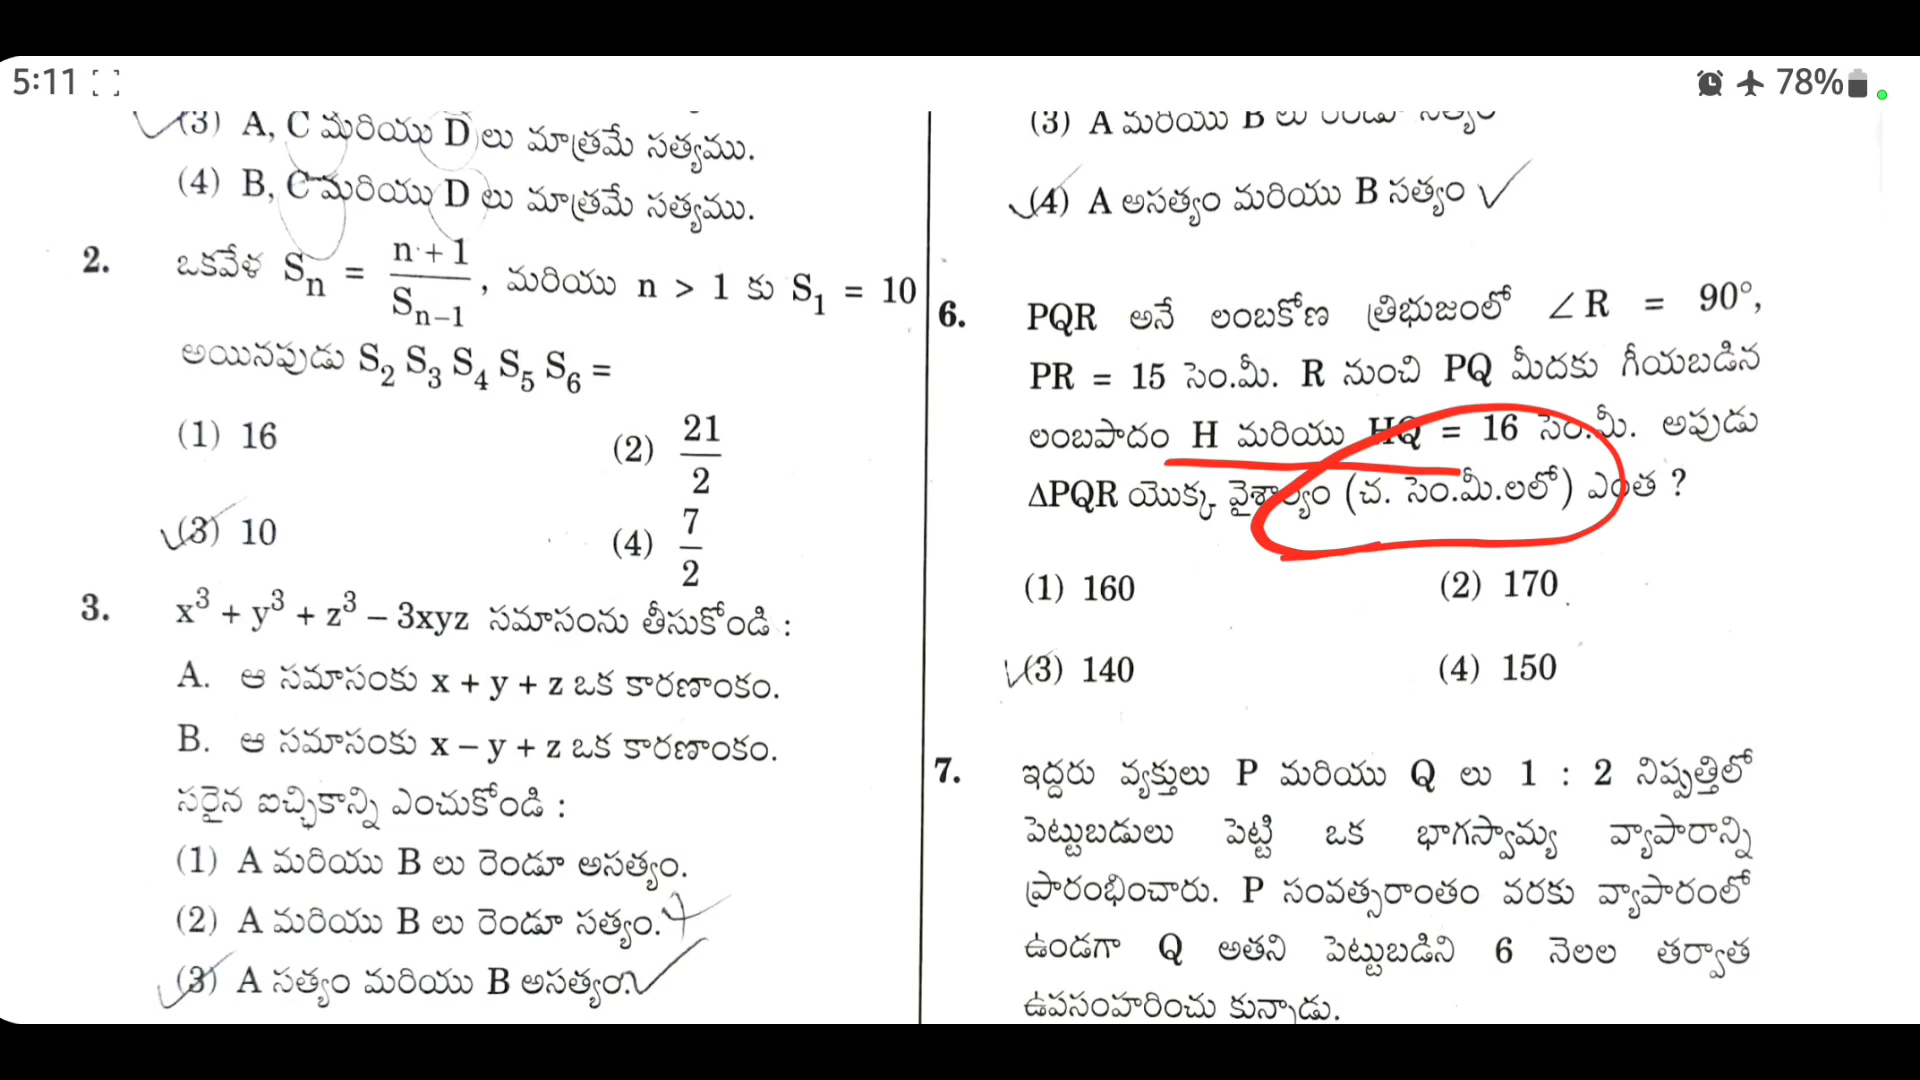 5:11
78%
(3) A, C మరియు D లు మాత్రమే సత్యము.
(4) B, C మరియు D లు మాత్రమే సత్యము.
2. ఒకవేళ Sn = n + 1 / Sn–1 , మరియు n > 1 కు S1 = 10
అయినపుడు S2 S3 S4 S5 S6 =
(1) 16 (2) 21/2
(3) 10 (4) 7/2
3. x³ + y³ + z³ – 3xyz సమాసంను తీసుకోండి :
A. ఆ సమాసంకు x + y + z ఒక కారణాంకం.
B. ఆ సమాసంకు x – y + z ఒక కారణాంకం.
సరైన ఐచ్ఛికాన్ని ఎంచుకోండి :
(1) A మరియు B లు రెండూ అసత్యం.
(2) A మరియు B లు రెండూ సత్యం.
(3) A సత్యం మరియు B అసత్యం.
(3) A మరియు B లు రెండు సత్యం
(4) A అసత్యం మరియు B సత్యం
6. PQR అనే లంబకోణ త్రిభుజంలో ∠R = 90°,
PR = 15 సెం.మీ. R నుంచి PQ మీదకు గీయబడిన
లంబపాదం H మరియు HQ = 16 సెం.మీ. అపుడు
ΔPQR యొక్క వైశాల్యం (చ. సెం.మీ.లలో) ఎంత ?
(1) 160 (2) 170
(3) 140 (4) 150
7. ఇద్దరు వ్యక్తులు P మరియు Q లు 1 : 2 నిష్పత్తిలో
పెట్టుబడులు పెట్టి ఒక భాగస్వామ్య వ్యాపారాన్ని
ప్రారంభించారు. P సంవత్సరాంతం వరకు వ్యాపారంలో
ఉండగా Q అతని పెట్టుబడిని 6 నెలల తర్వాత
ఉపసంహరించు కున్నాడు.